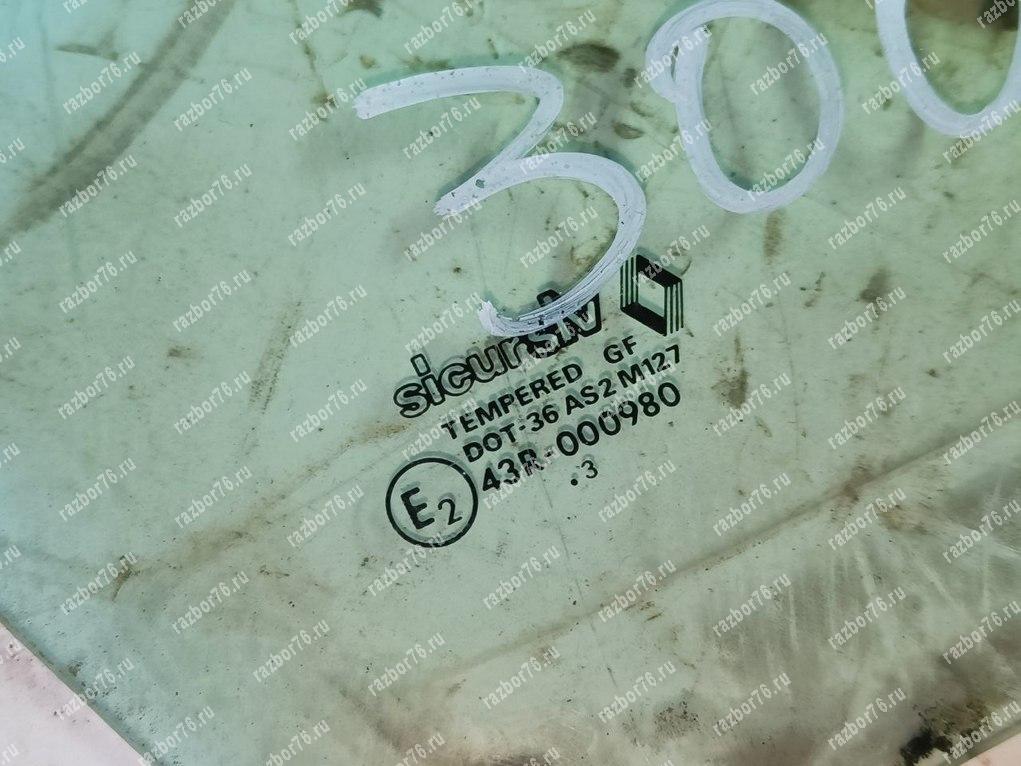 300
sicursiv
TEMPERED GF
DOT-36 AS2 M127
43R-000980
E2
.3
razbor76.ru